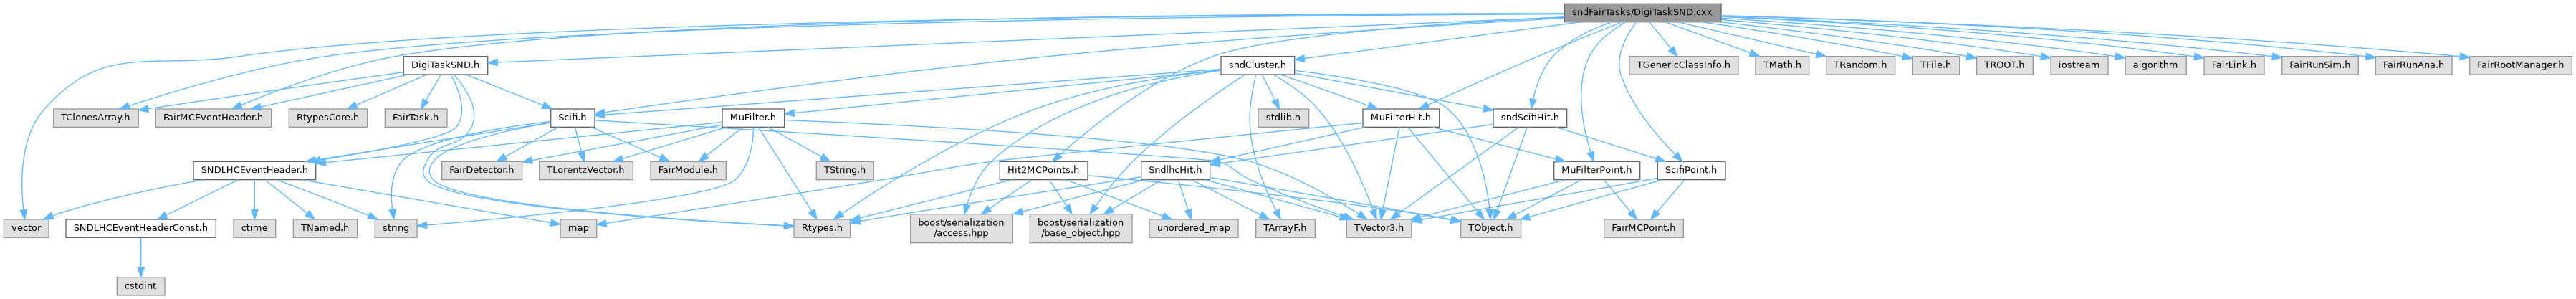 sndFairTasks/DigiTaskSND.cxx
DigiTaskSND.h
sndCluster.h
TGenericClassInfo.h
TMath.h
TRandom.h
TFile.h
TROOT.h
iostream
algorithm
FairLink.h
FairRunSim.h
FairRunAna.h
FairRootManager.h
TClonesArray.h
FairMCEventHeader.h
RtypesCore.h
FairTask.h
Scifi.h
MuFilter.h
stdlib.h
MuFilterHit.h
sndScifiHit.h
SNDLHCEventHeader.h
FairDetector.h
TLorentzVector.h
FairModule.h
TString.h
Hit2MCPoints.h
SndlhcHit.h
MuFilterPoint.h
ScifiPoint.h
vector
SNDLHCEventHeaderConst.h
ctime
TNamed.h
string
map
Rtypes.h
boost/serialization
/access.hpp
boost/serialization
/base_object.hpp
unordered_map
TArrayF.h
TVector3.h
TObject.h
FairMCPoint.h
cstdint